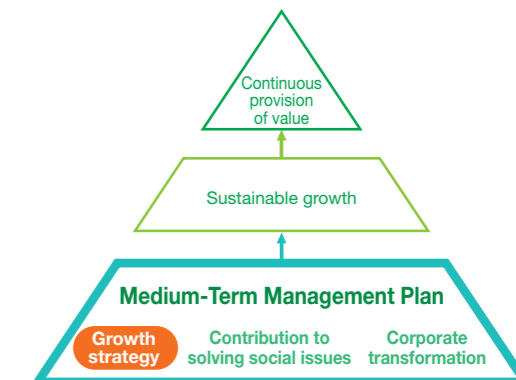 Continuous
provision
of value
Sustainable growth
Medium-Term Management Plan
Growth
strategy
Contribution to
solving social issues
Corporate
transformation